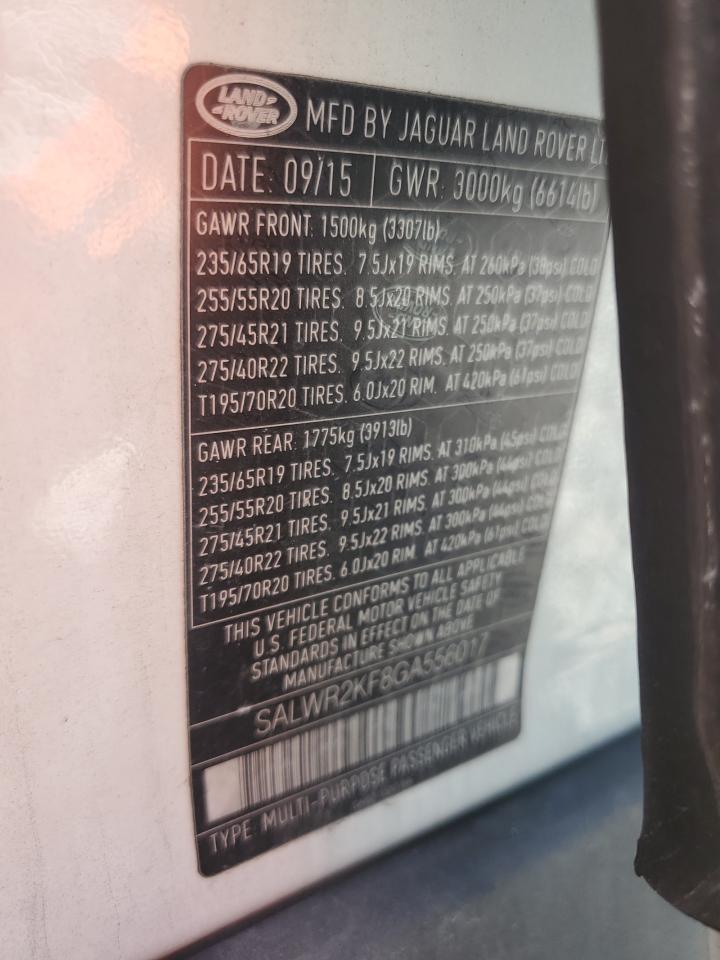 LAND-
-ROVER
MFD BY JAGUAR LAND ROVER
DATE: 09/15 GWR: 3000kg (6614lb)
GAWR FRONT: 1500kg (3307lb)
235/65R19 TIRES. 7.5Jx19 RIMS. AT 260kPa (38psi) COLD
255/55R20 TIRES. 8.5Jx20 RIMS. AT 250kPa (37psi) COLD
275/45R21 TIRES. 9.5Jx21 RIMS. AT 250kPa (37psi) COLD
275/40R22 TIRES. 9.5Jx22 RIMS. AT 250kPa (37psi) COLD
T195/70R20 TIRES. 6.0Jx20 RIM. AT 420kPa (61psi) COLD
GAWR REAR: 1775kg (3913lb)
235/65R19 TIRES. 7.5Jx19 RIMS. AT 310kPa (45psi) COLD
255/55R20 TIRES. 8.5Jx20 RIMS. AT 300kPa (44psi) COLD
275/45R21 TIRES. 9.5Jx21 RIMS. AT 300kPa (44psi) COLD
275/40R22 TIRES. 9.5Jx22 RIMS. AT 300kPa (44psi) COLD
T195/70R20 TIRES. 6.0Jx20 RIM. AT 420kPa (61psi) COLD
THIS VEHICLE CONFORMS TO ALL APPLICABLE
U.S. FEDERAL MOTOR VEHICLE SAFETY
STANDARDS IN EFFECT ON THE DATE OF
MANUFACTURE SHOWN ABOVE
SALWR2KF8GA556017
TYPE: MULTI-PURPOSE PASSENGER VEHICLE